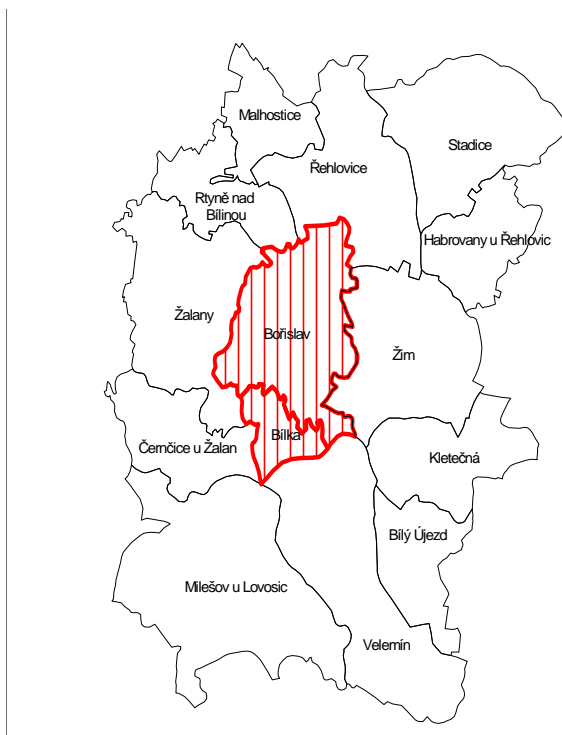 Malhostice
Stadice
Řehlovice
Rtyně nad
Bílinou
Habrovany u Řehlovic
Žalany
Bořislav
Žim
Bílka
Černčice u Žalan
Kletečná
Bílý Újezd
Milešov u Lovosic
Velemín